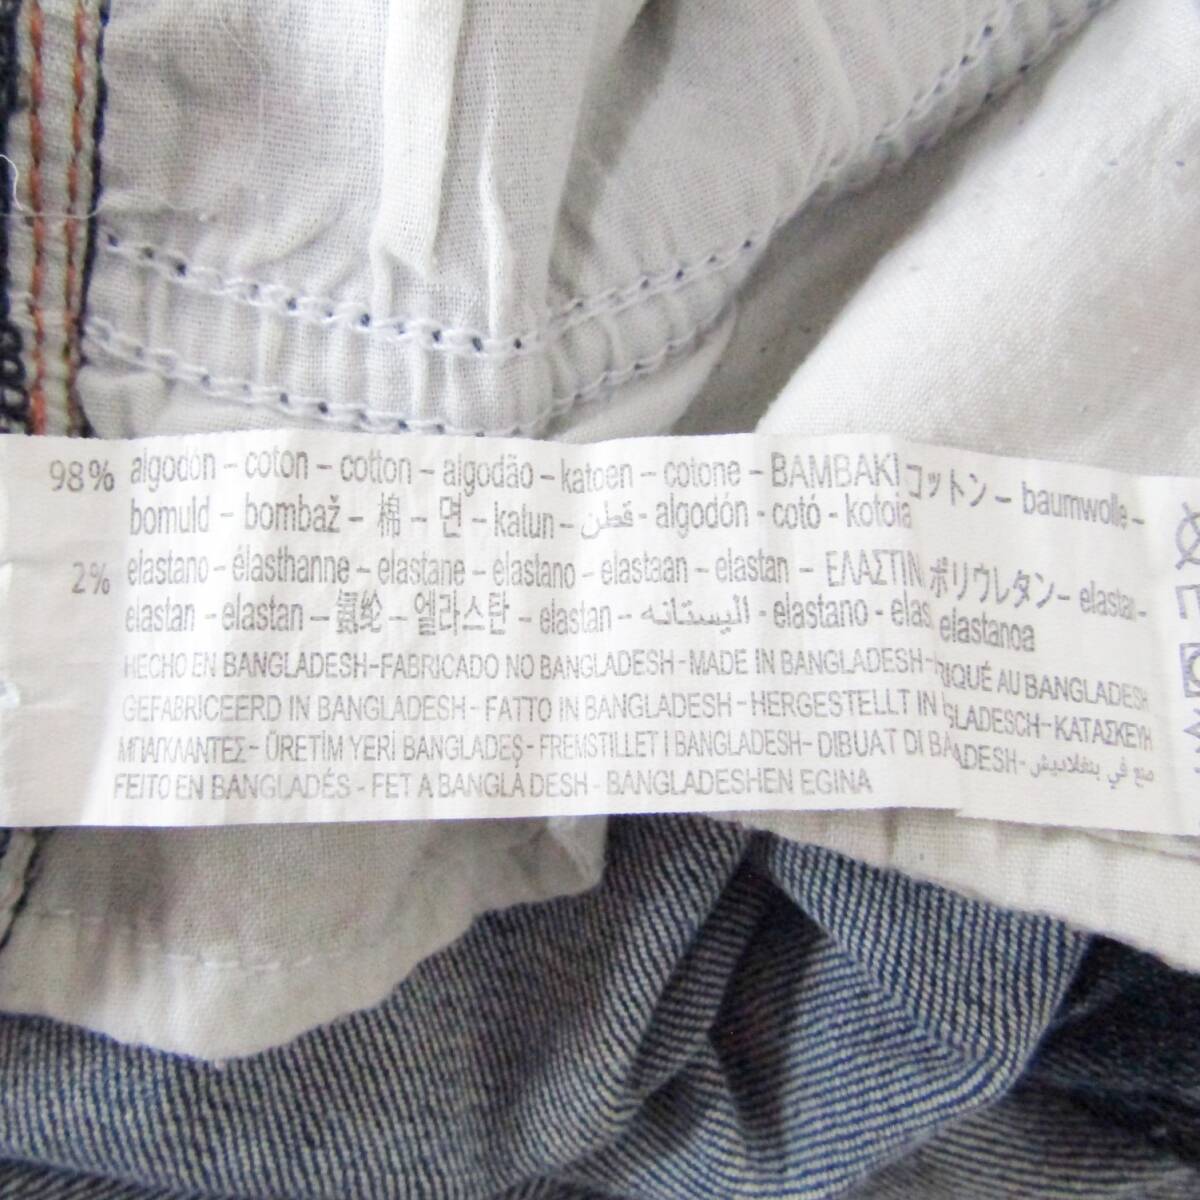 98% algodón – coton – cotton – algodão – katoen – cotone – BAMBAKI コットン – baumwolle –
bomuld – bombaž – 棉 – 면 – katun – قطن - algodón - cotó - kotoia
2% elastano – élasthanne – elastane – elastano – elastaan – elastan – ΕΛΑΣΤΙΝ ポリウレタン – elastan –
elastan – elastan – 氨纶 – 엘라스탄 – elastan – اليستانه - elastano - elas elastanoa
HECHO EN BANGLADESH-FABRICADO NO BANGLADESH-MADE IN BANGLADESH- RIQUÉ AU BANGLADESH
GEFABRICEERD IN BANGLADESH - FATTO IN BANGLADESH - HERGESTELLT IN GLADESCH – ΚΑΤΑΣΚΕΥΗ
ΜΠΑΓΚΛΑΝΤΕΣ - ÜRETİM YERİ BANGLADEŞ - FREMSTILLET I BANGLADESH - DIBUAT DI BA ADESH - صنع في بنغلاديش
FEITO EN BANGLADÉS - FET A BANGLADESH - BANGLADESHEN EGINA